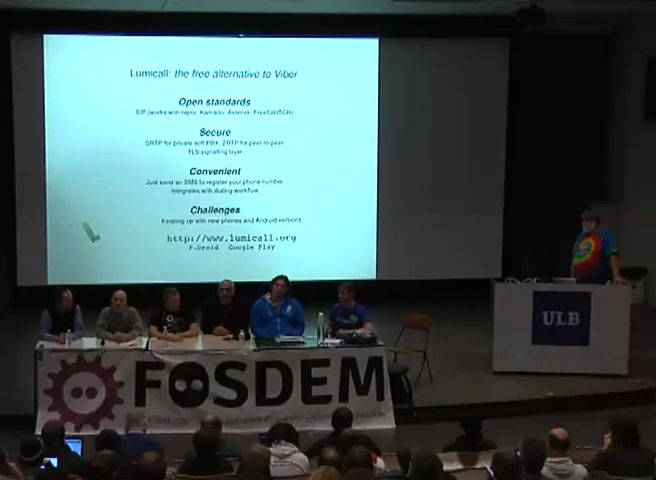 Lumicall: the free alternative to Viber
Open standards
SIP (works with repro, Kamailio, Asterisk, FreeSWITCH)
Secure
SRTP for private soft PBX, ZRTP for peer to peer
TLS signalling layer
Convenient
Just send an SMS to register your phone number
Integrates with dialing workflow
Challenges
Keeping up with new phones and Android versions
http://www.lumicall.org
F-Droid Google Play
ULB
FOSDEM